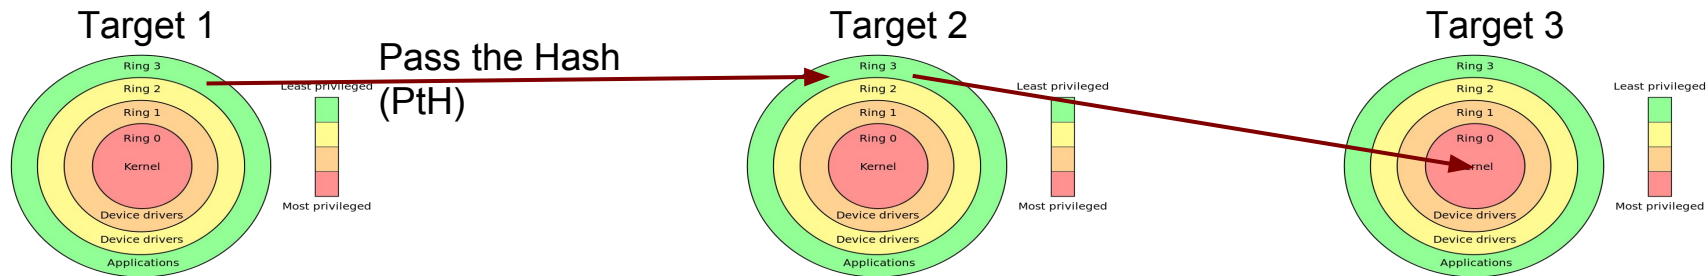 Target 1
Target 2
Target 3
Pass the Hash
(PtH)
Ring 3
Ring 2
Ring 1
Ring 0
Kernel
Device drivers
Device drivers
Applications
Least privileged
Most privileged
Ring 3
Ring 2
Ring 1
Ring 0
Kernel
Device drivers
Device drivers
Applications
Least privileged
Most privileged
Ring 3
Ring 2
Ring 1
Ring 0
Kernel
Device drivers
Device drivers
Applications
Least privileged
Most privileged